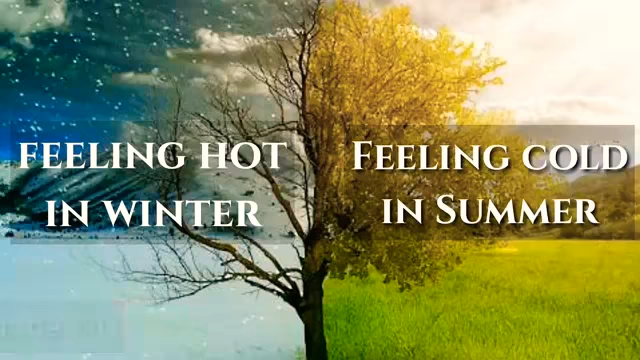 FEELING HOT
IN WINTER
FEELING COLD
IN SUMMER